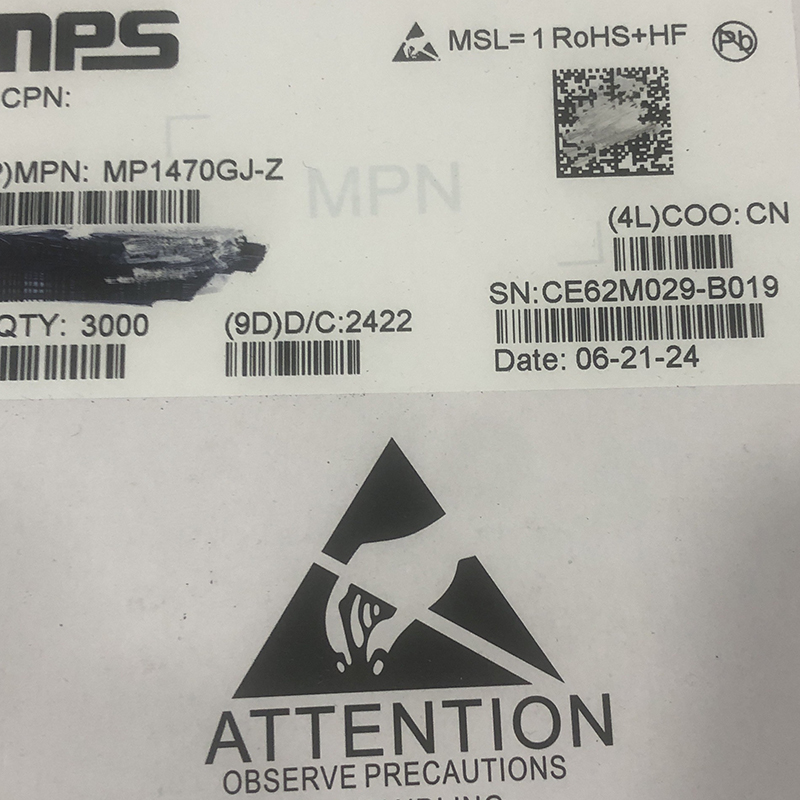 MPS
MSL= 1 RoHS+HF
Pb
CPN:
)MPN: MP1470GJ-Z
MPN
(4L)COO: CN
SN:CE62M029-B019
QTY: 3000
(9D)D/C:2422
Date: 06-21-24
ATTENTION
OBSERVE PRECAUTIONS